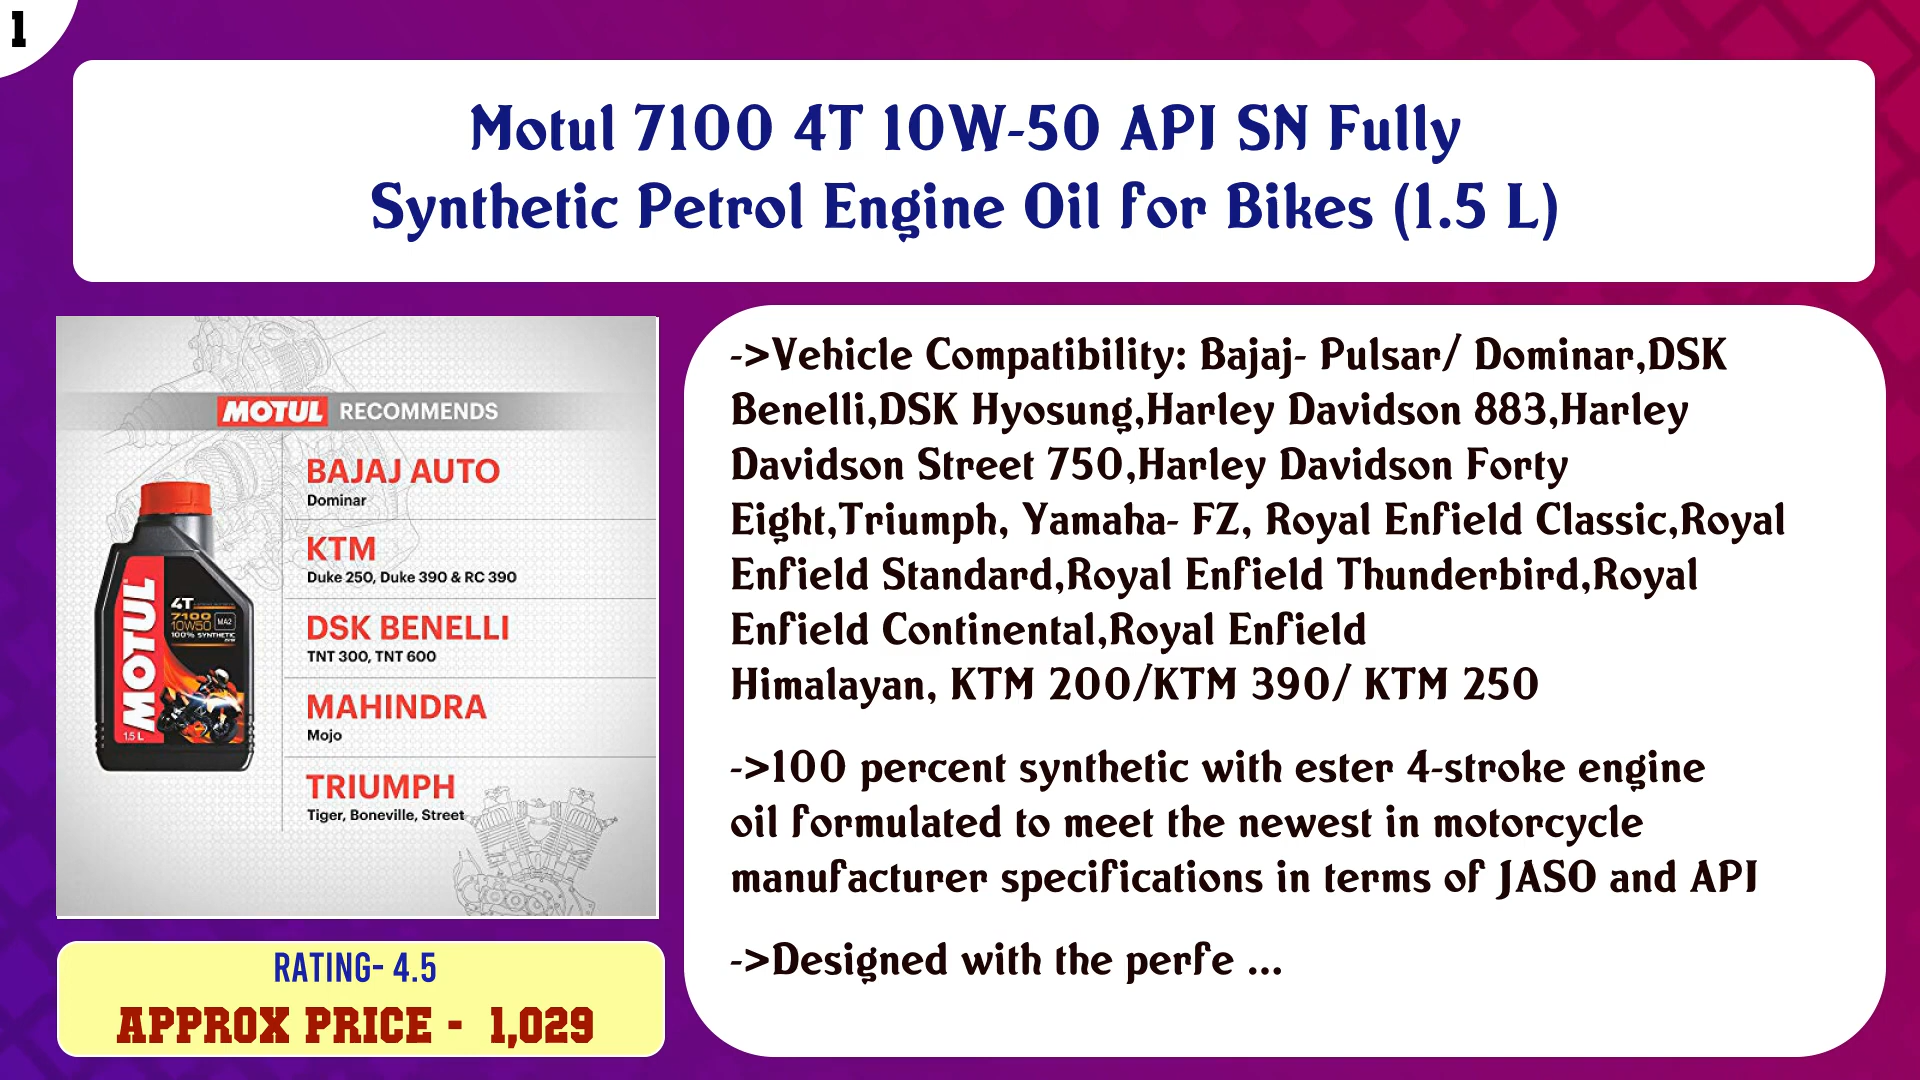 1
Motul 7100 4T 10W-50 API SN Fully
Synthetic Petrol Engine Oil for Bikes (1.5 L)
MOTUL RECOMMENDS
BAJAJ AUTO
Dominar
KTM
Duke 250, Duke 390 & RC 390
DSK BENELLI
TNT 300, TNT 600
MAHINDRA
Mojo
TRIUMPH
Tiger, Boneville, Street
MOTUL
4T
7100
10W50 MA2
100% SYNTHETIC
1.5 L
RATING- 4.5
APPROX PRICE - 1,029
->Vehicle Compatibility: Bajaj- Pulsar/ Dominar,DSK
Benelli,DSK Hyosung,Harley Davidson 883,Harley
Davidson Street 750,Harley Davidson Forty
Eight,Triumph, Yamaha- FZ, Royal Enfield Classic,Royal
Enfield Standard,Royal Enfield Thunderbird,Royal
Enfield Continental,Royal Enfield
Himalayan, KTM 200/KTM 390/ KTM 250
->100 percent synthetic with ester 4-stroke engine
oil formulated to meet the newest in motorcycle
manufacturer specifications in terms of JASO and API
->Designed with the perfe ...